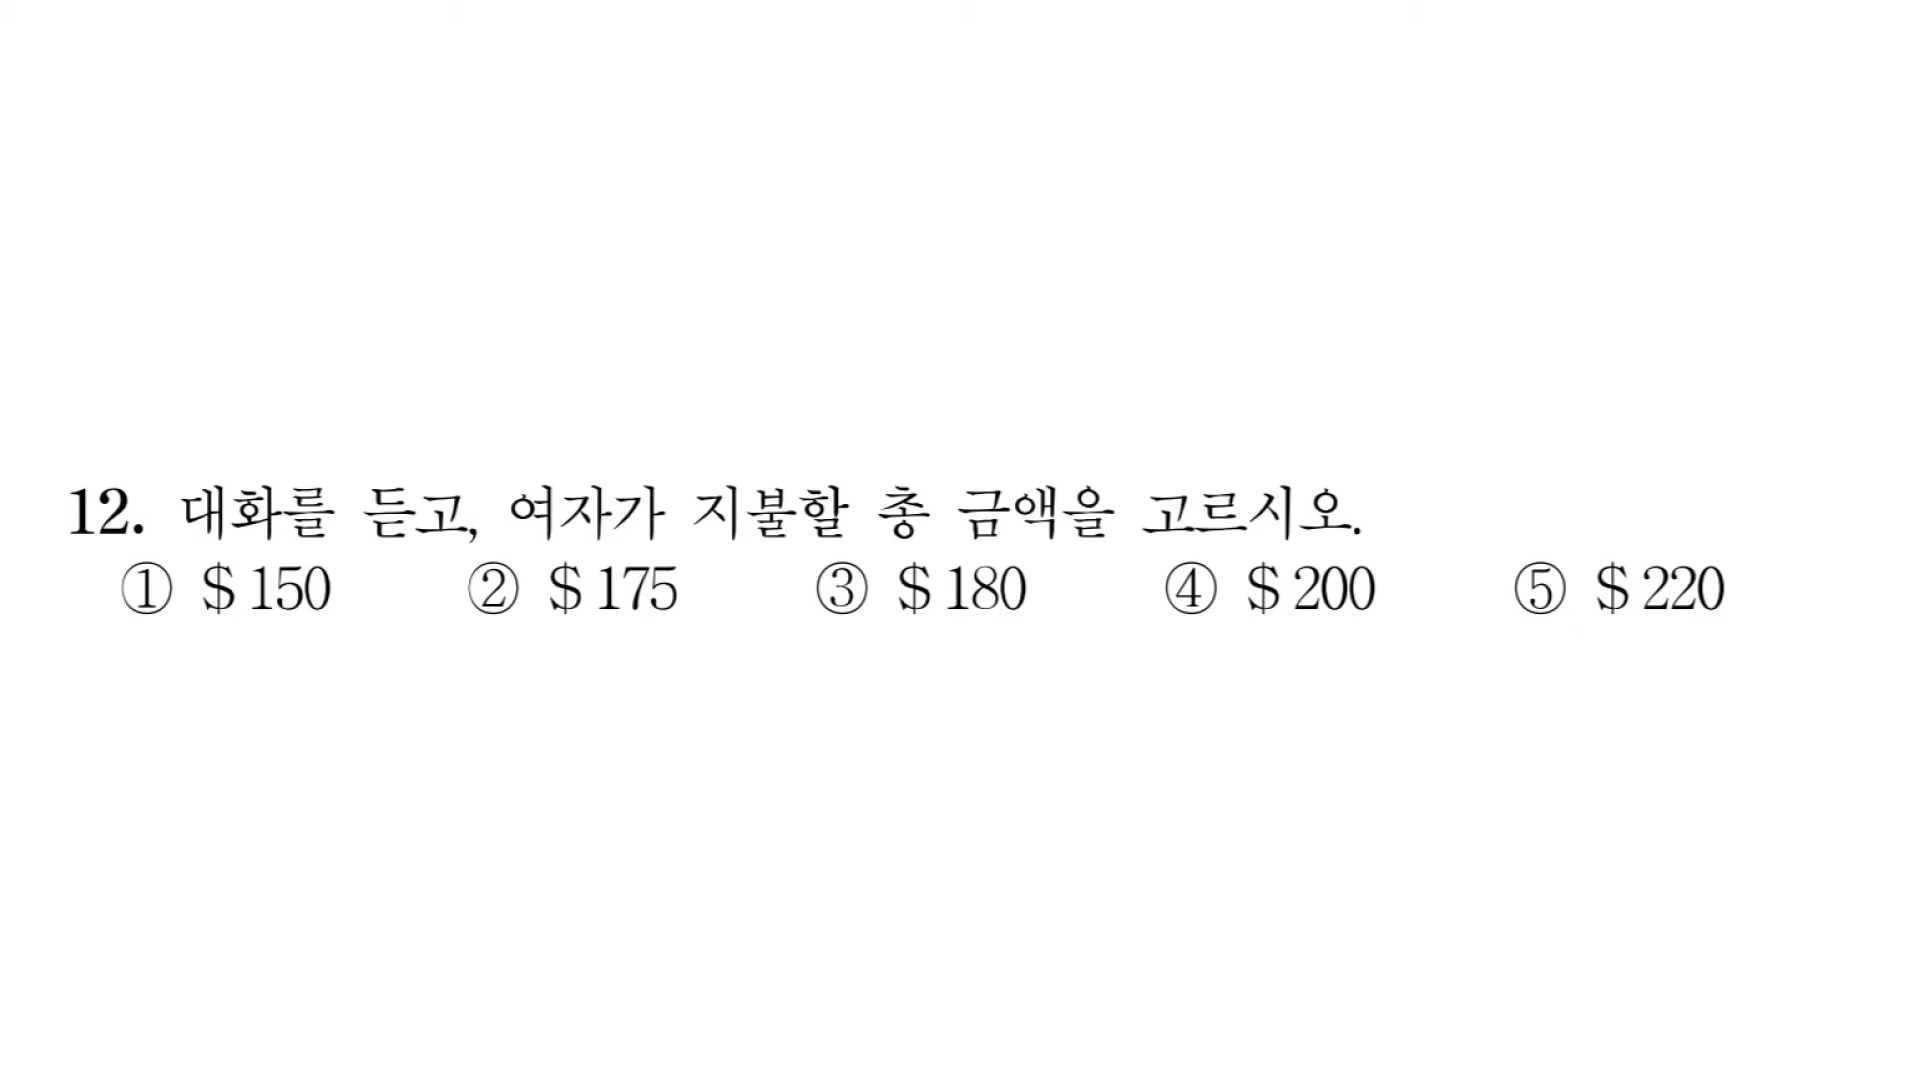 12. 대화를 듣고, 여자가 지불할 총 금액을 고르시오.
① $150 ② $175 ③ $180 ④ $200 ⑤ $220